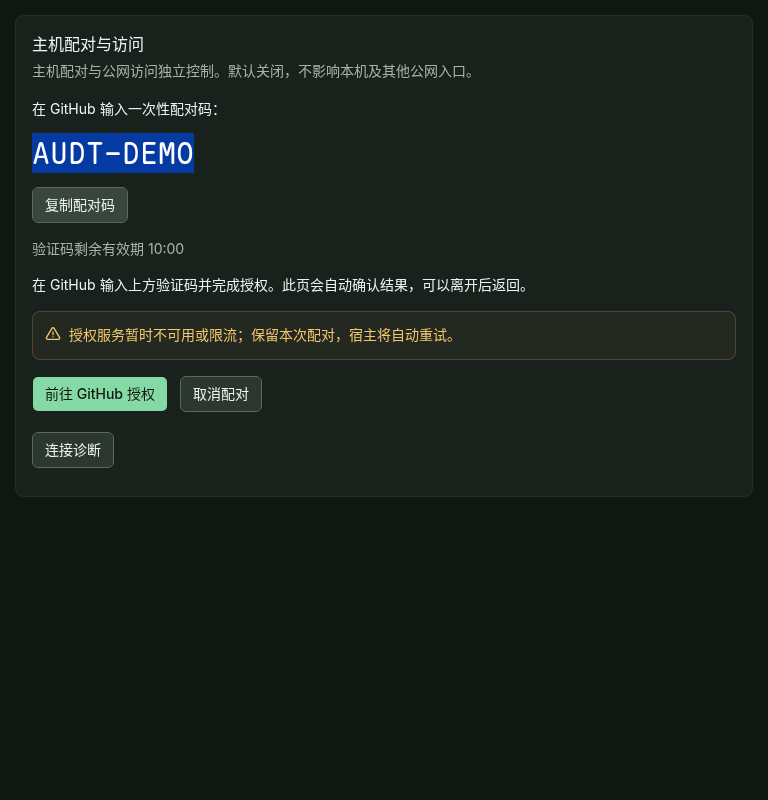 主机配对与访问
主机配对与公网访问独立控制。默认关闭，不影响本机及其他公网入口。
在 GitHub 输入一次性配对码：
AUDT-DEMO
复制配对码
验证码剩余有效期 10:00
在 GitHub 输入上方验证码并完成授权。此页会自动确认结果，可以离开后返回。
授权服务暂时不可用或限流；保留本次配对，宿主将自动重试。
前往 GitHub 授权
取消配对
连接诊断